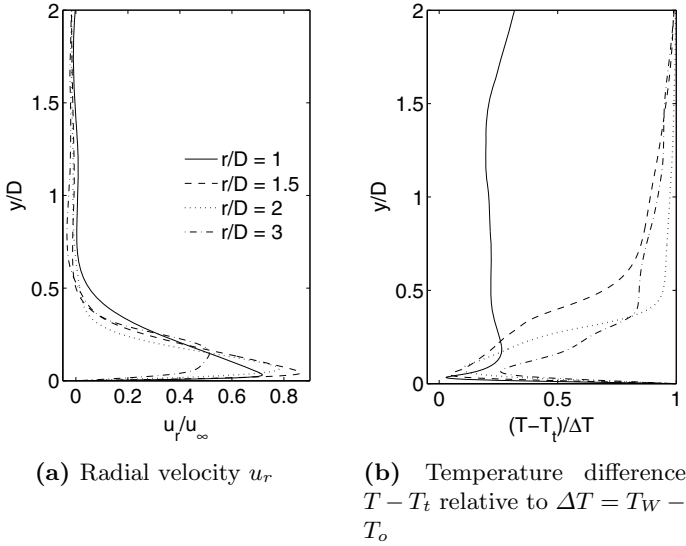 2
1.5
1
0.5
0
y/D
r/D = 1
r/D = 1.5
r/D = 2
r/D = 3
0 0.2 0.4 0.6 0.8
u_r/u_∞
(a) Radial velocity u_r
2
1.5
1
0.5
0
y/D
0 0.5 1
(T−T_t)/ΔT
(b) Temperature difference
T − T_t relative to ΔT = T_W −
T_o